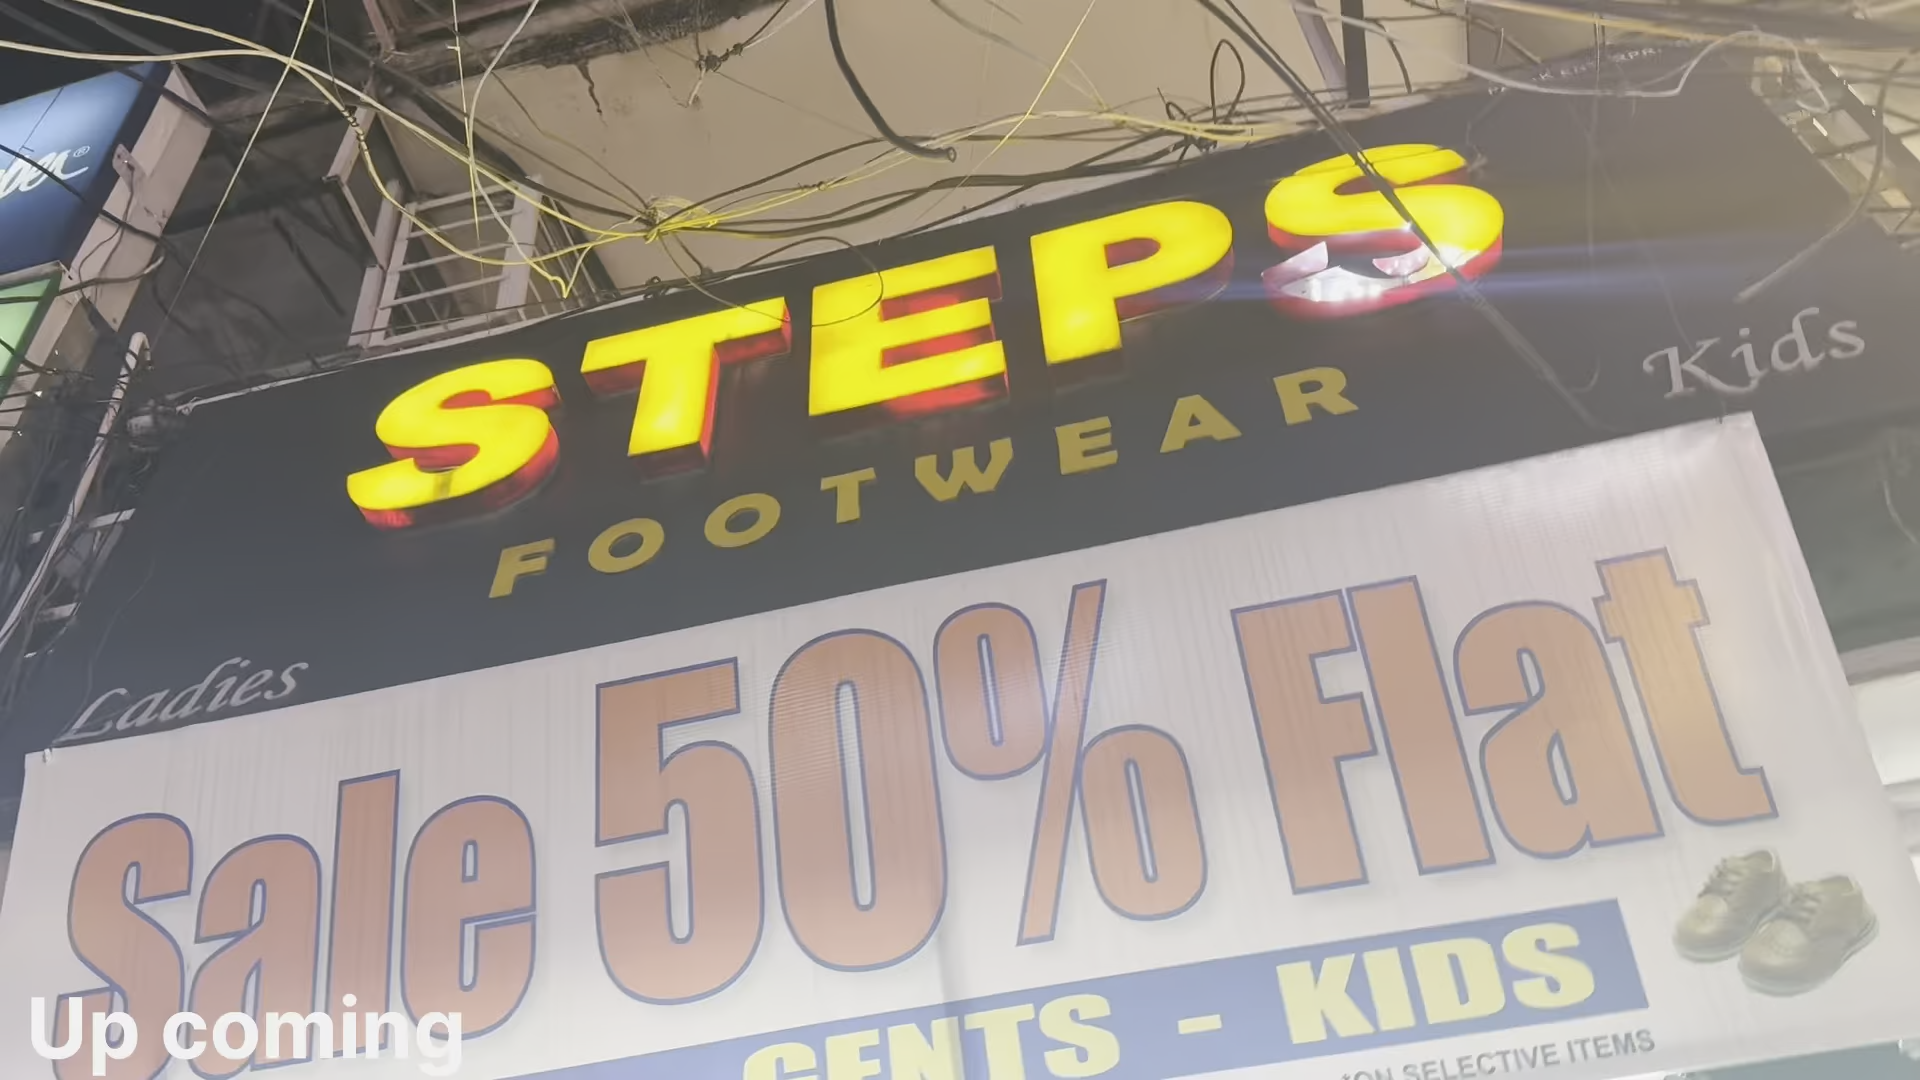 STEPS
FOOTWEAR
Kids
Ladies
Sale 50% Flat
GENTS - KIDS
*ON SELECTIVE ITEMS
Up coming